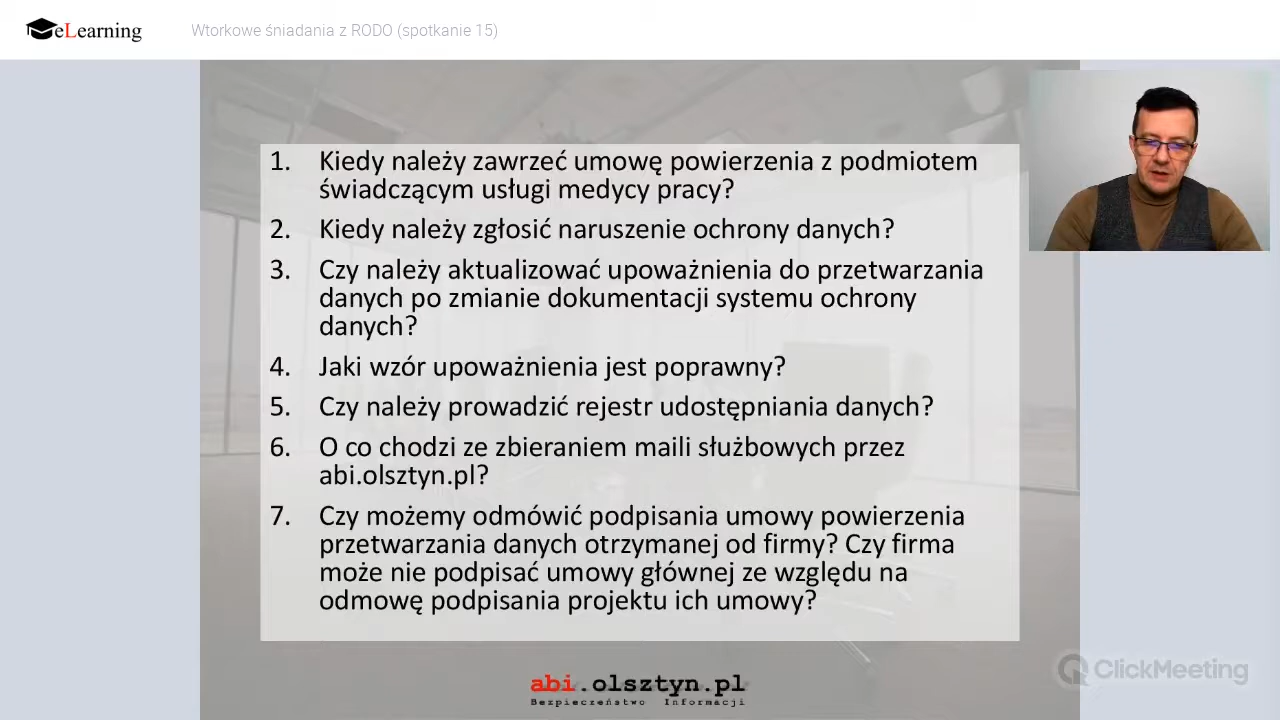 eLearning
Wtorkowe śniadania z RODO (spotkanie 15)
1. Kiedy należy zawrzeć umowę powierzenia z podmiotem
świadczącym usługi medycy pracy?
2. Kiedy należy zgłosić naruszenie ochrony danych?
3. Czy należy aktualizować upoważnienia do przetwarzania
danych po zmianie dokumentacji systemu ochrony
danych?
4. Jaki wzór upoważnienia jest poprawny?
5. Czy należy prowadzić rejestr udostępniania danych?
6. O co chodzi ze zbieraniem maili służbowych przez
abi.olsztyn.pl?
7. Czy możemy odmówić podpisania umowy powierzenia
przetwarzania danych otrzymanej od firmy? Czy firma
może nie podpisać umowy głównej ze względu na
odmowę podpisania projektu ich umowy?
abi.olsztyn.pl
Bezpieczeństwo Informacji
ClickMeeting